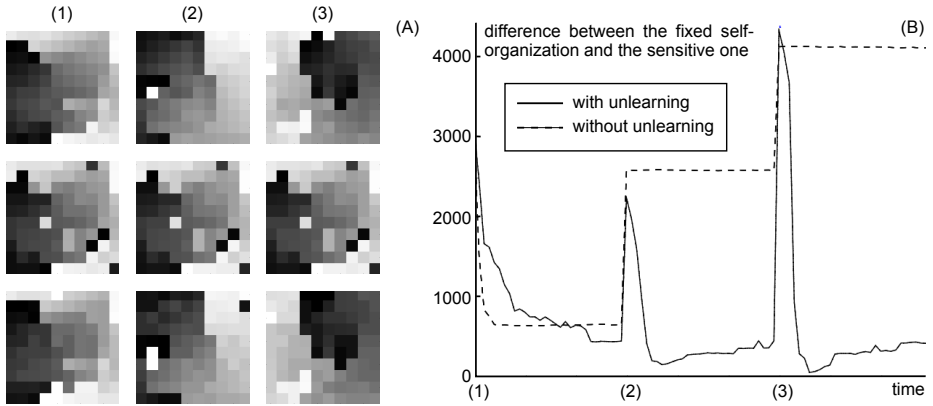 (1) (2) (3)
(A)
(B)
difference between the fixed self-
organization and the sensitive one
with unlearning
without unlearning
4000
3000
2000
1000
0
(1) (2) (3) time